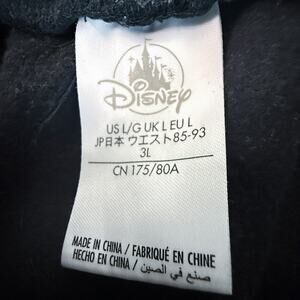 Disney
US L/G UK L EU L
JP日本 ウエスト85-93
3L
CN 175/80A
MADE IN CHINA / FABRIQUÉ EN CHINE
HECHO EN CHINA / صنع في الصين